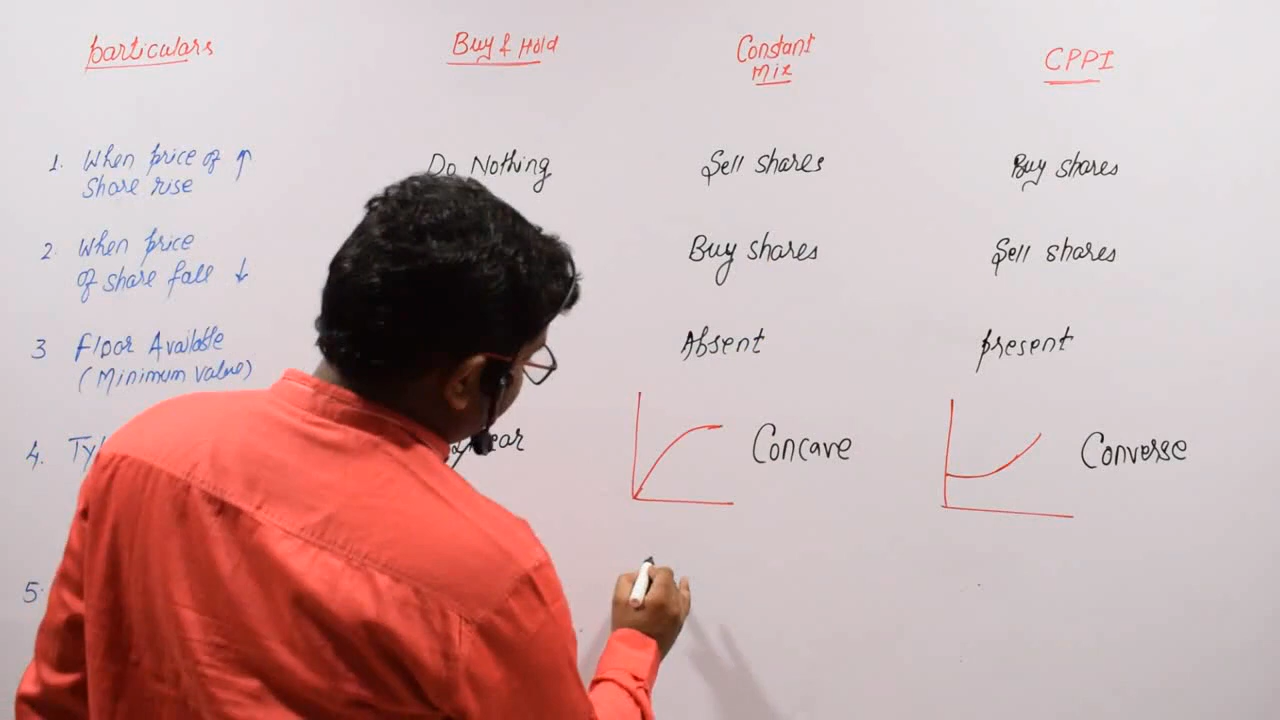 Particulars
Buy & Hold
Constant
Mix
CPPI
1. When price of ↑
share rise
Do Nothing
Sell shares
Buy shares
2. When price
of share fall ↓
Buy shares
Sell shares
3 Floor Available
(Minimum value)
Absent
present
4.
Concave
Converse
5.